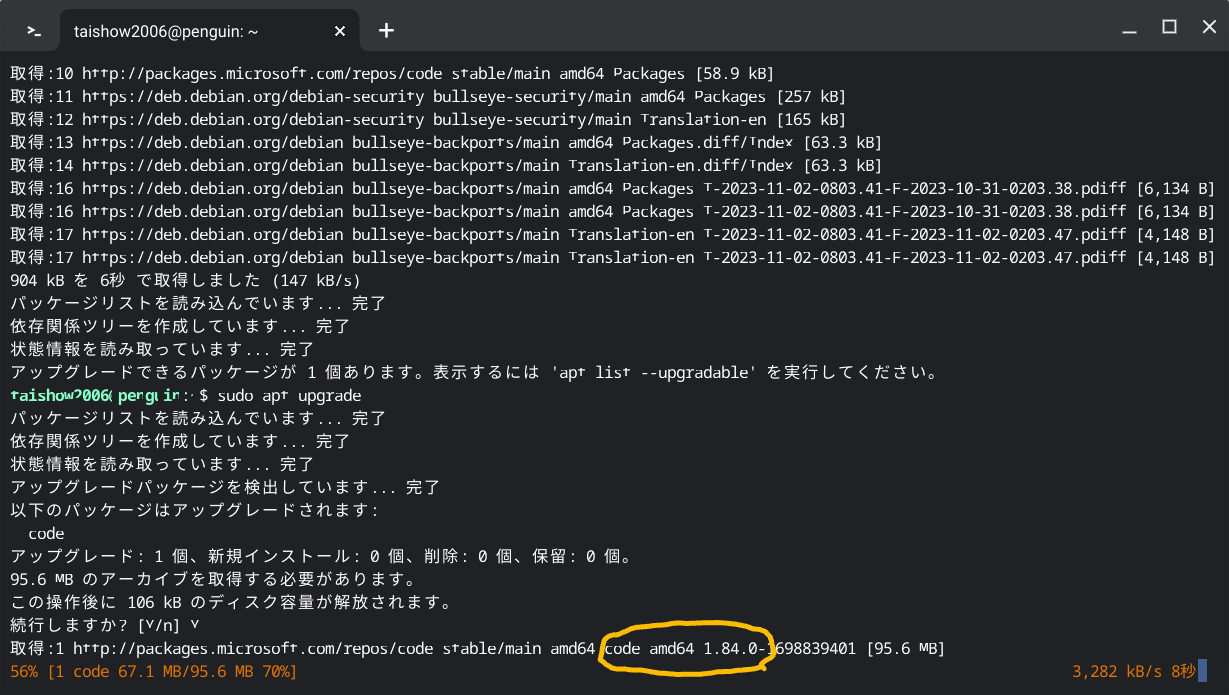 taishow2006@penguin: ~
取得:10 http://packages.microsoft.com/repos/code stable/main amd64 Packages [58.9 kB]
取得:11 https://deb.debian.org/debian-security bullseye-security/main amd64 Packages [257 kB]
取得:12 https://deb.debian.org/debian-security bullseye-security/main Translation-en [165 kB]
取得:13 https://deb.debian.org/debian bullseye-backports/main amd64 Packages.diff/Index [63.3 kB]
取得:14 https://deb.debian.org/debian bullseye-backports/main Translation-en.diff/Index [63.3 kB]
取得:16 https://deb.debian.org/debian bullseye-backports/main amd64 Packages T-2023-11-02-0803.41-F-2023-10-31-0203.38.pdiff [6,134 B]
取得:16 https://deb.debian.org/debian bullseye-backports/main amd64 Packages T-2023-11-02-0803.41-F-2023-10-31-0203.38.pdiff [6,134 B]
取得:17 https://deb.debian.org/debian bullseye-backports/main Translation-en T-2023-11-02-0803.41-F-2023-11-02-0203.47.pdiff [4,148 B]
取得:17 https://deb.debian.org/debian bullseye-backports/main Translation-en T-2023-11-02-0803.41-F-2023-11-02-0203.47.pdiff [4,148 B]
904 kB を 6秒 で取得しました (147 kB/s)
パッケージリストを読み込んでいます... 完了
依存関係ツリーを作成しています... 完了
状態情報を読み取っています... 完了
アップグレードできるパッケージが 1 個あります。表示するには 'apt list --upgradable' を実行してください。
taishow2006@penguin:~$ sudo apt upgrade
パッケージリストを読み込んでいます... 完了
依存関係ツリーを作成しています... 完了
状態情報を読み取っています... 完了
アップグレードパッケージを検出しています... 完了
以下のパッケージはアップグレードされます:
code
アップグレード: 1 個、新規インストール: 0 個、削除: 0 個、保留: 0 個。
95.6 MB のアーカイブを取得する必要があります。
この操作後に 106 kB のディスク容量が解放されます。
続行しますか? [Y/n] Y
取得:1 http://packages.microsoft.com/repos/code stable/main amd64 code amd64 1.84.0-1698839401 [95.6 MB]
56% [1 code 67.1 MB/95.6 MB 70%] 3,282 kB/s 8秒